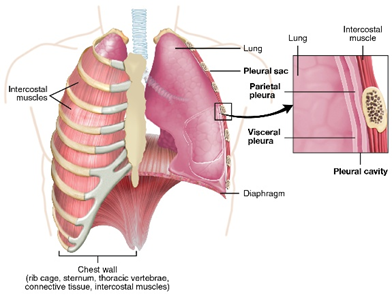 Intercostal
muscles
Lung
Pleural sac
Parietal
pleura
Visceral
pleura
Diaphragm
Chest wall
(rib cage, sternum, thoracic vertebrae,
connective tissue, intercostal muscles)
Lung
Intercostal
muscle
Pleural cavity